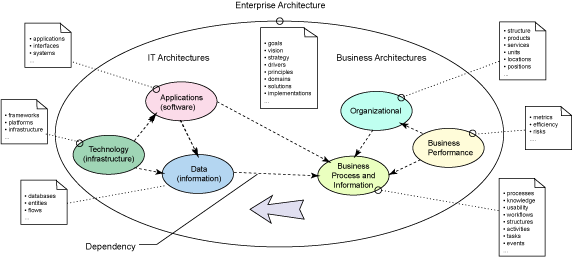 Enterprise Architecture
• applications
• interfaces
• systems
...
IT Architectures
• goals
• vision
• strategy
• drivers
• principles
• domains
• solutions
• implementations
...
Business Architectures
• structure
• products
• services
• units
• locations
• positions
...
Applications
(software)
Organizational
• frameworks
• platforms
• infrastructure
...
Technology
(infrastructure)
Business
Performance
• metrics
• efficiency
• risks
...
Data
(information)
Business
Process and
Information
• databases
• entities
• flows
...
• processes
• knowledge
• usability
• workflows
• structures
• activities
• tasks
• events
...
Dependency